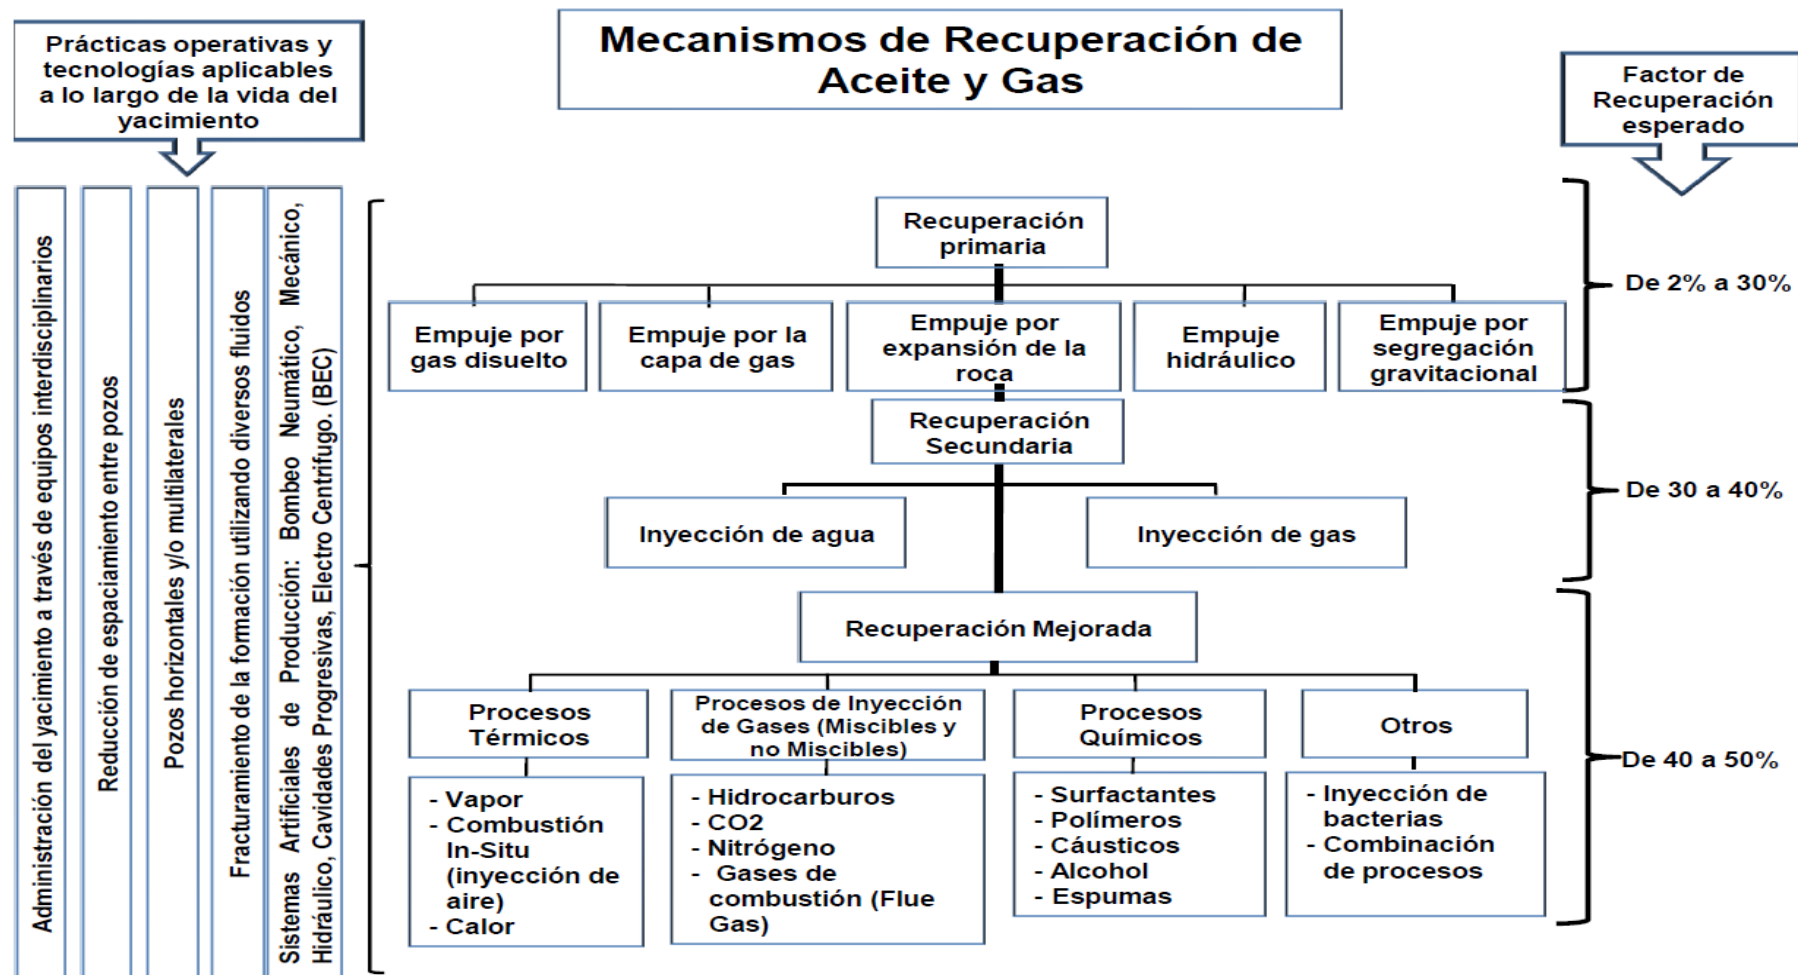 Prácticas operativas y
tecnologías aplicables
a lo largo de la vida del
yacimiento
Mecanismos de Recuperación de
Aceite y Gas
Factor de
Recuperación
esperado
Administración del yacimiento a través de equipos interdisciplinarios
Reducción de espaciamiento entre pozos
Pozos horizontales y/o multilaterales
Fracturamiento de la formación utilizando diversos fluidos
Sistemas Artificiales de Producción: Bombeo Neumático, Mecánico,
Hidráulico, Cavidades Progresivas, Electro Centrifugo. (BEC)
Recuperación
primaria
Empuje por
gas disuelto
Empuje por la
capa de gas
Empuje por
expansión de la
roca
Empuje
hidráulico
Empuje por
segregación
gravitacional
De 2% a 30%
Recuperación
Secundaria
Inyección de agua
Inyección de gas
De 30 a 40%
Recuperación Mejorada
Procesos
Térmicos
Procesos de Inyección
de Gases (Miscibles y
no Miscibles)
Procesos
Químicos
Otros
De 40 a 50%
- Vapor
- Combustión
In-Situ
(inyección de
aire)
- Calor
- Hidrocarburos
- CO2
- Nitrógeno
- Gases de
combustión (Flue
Gas)
- Surfactantes
- Polímeros
- Cáusticos
- Alcohol
- Espumas
- Inyección de
bacterias
- Combinación
de procesos